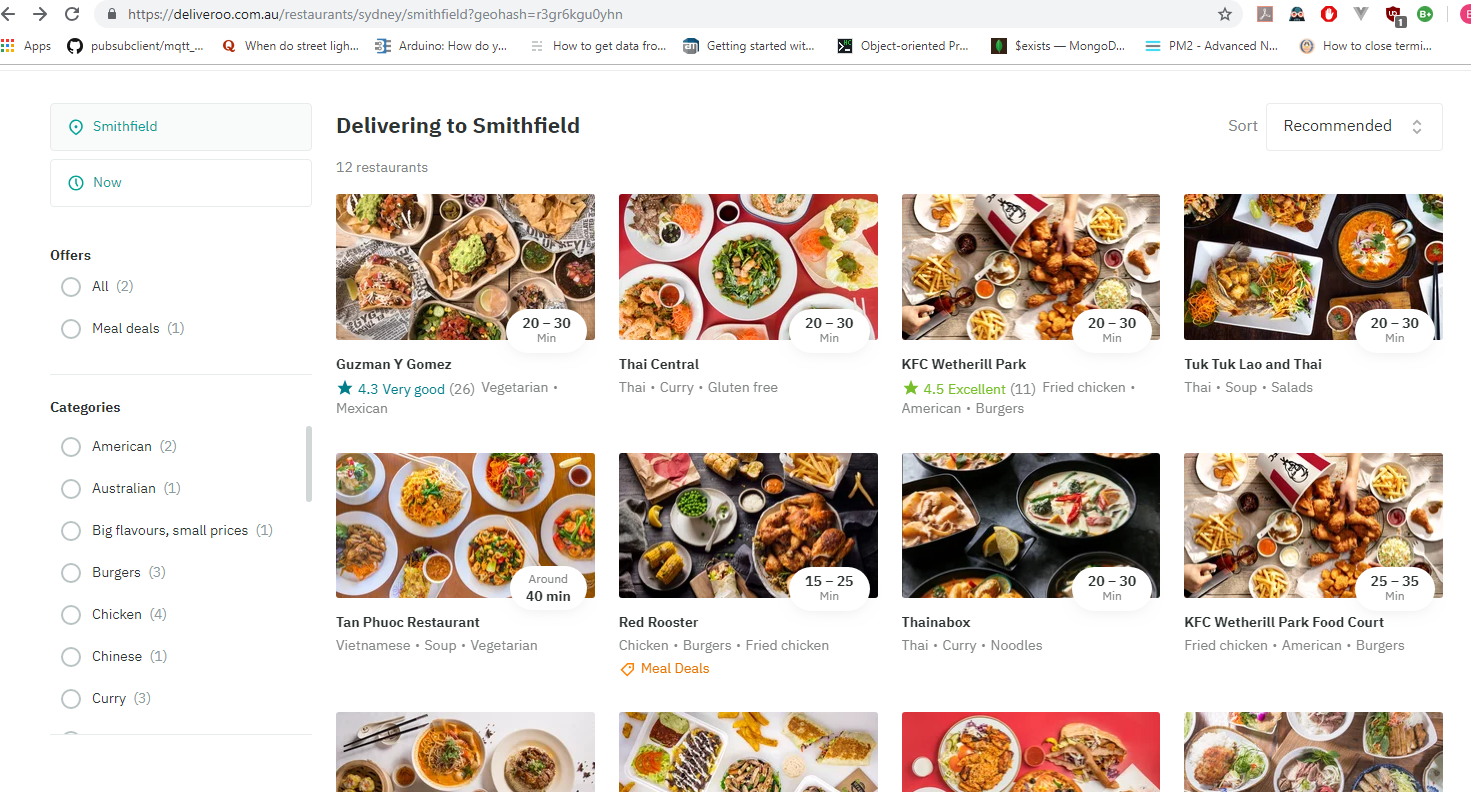 https://deliveroo.com.au/restaurants/sydney/smithfield?geohash=r3gr6kgu0yhn
Apps pubsubclient/mqtt_... When do street ligh... Arduino: How do y... How to get data fro... Getting started wit... Object-oriented Pr... $exists — MongoD... PM2 - Advanced N... How to close termi...
Smithfield
Now
Offers
All (2)
Meal deals (1)
Categories
American (2)
Australian (1)
Big flavours, small prices (1)
Burgers (3)
Chicken (4)
Chinese (1)
Curry (3)
Delivering to Smithfield
Sort Recommended
12 restaurants
20 – 30
Min
Guzman Y Gomez
4.3 Very good (26) Vegetarian •
Mexican
20 – 30
Min
Thai Central
Thai • Curry • Gluten free
20 – 30
Min
KFC Wetherill Park
4.5 Excellent (11) Fried chicken •
American • Burgers
20 – 30
Min
Tuk Tuk Lao and Thai
Thai • Soup • Salads
Around
40 min
Tan Phuoc Restaurant
Vietnamese • Soup • Vegetarian
15 – 25
Min
Red Rooster
Chicken • Burgers • Fried chicken
Meal Deals
20 – 30
Min
Thainabox
Thai • Curry • Noodles
25 – 35
Min
KFC Wetherill Park Food Court
Fried chicken • American • Burgers